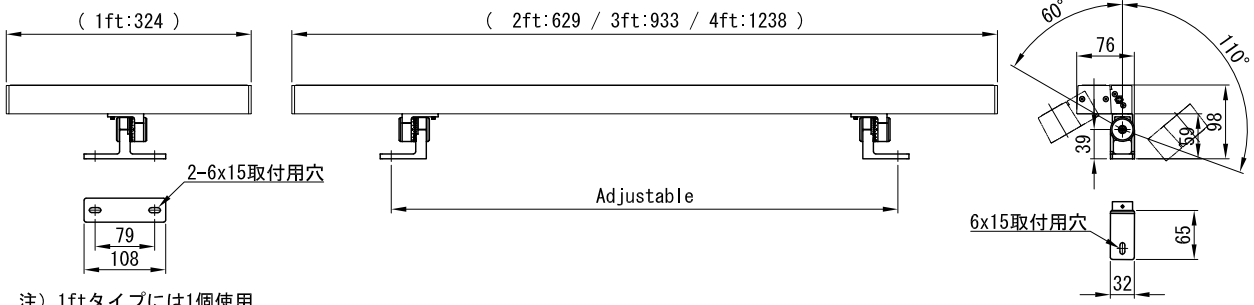 ( 1ft:324 )
( 2ft:629 / 3ft:933 / 4ft:1238 )
60°
110°
76
39
59
98
2-6x15取付用穴
79
108
Adjustable
6x15取付用穴
65
32
注) 1ftタイプには1個使用